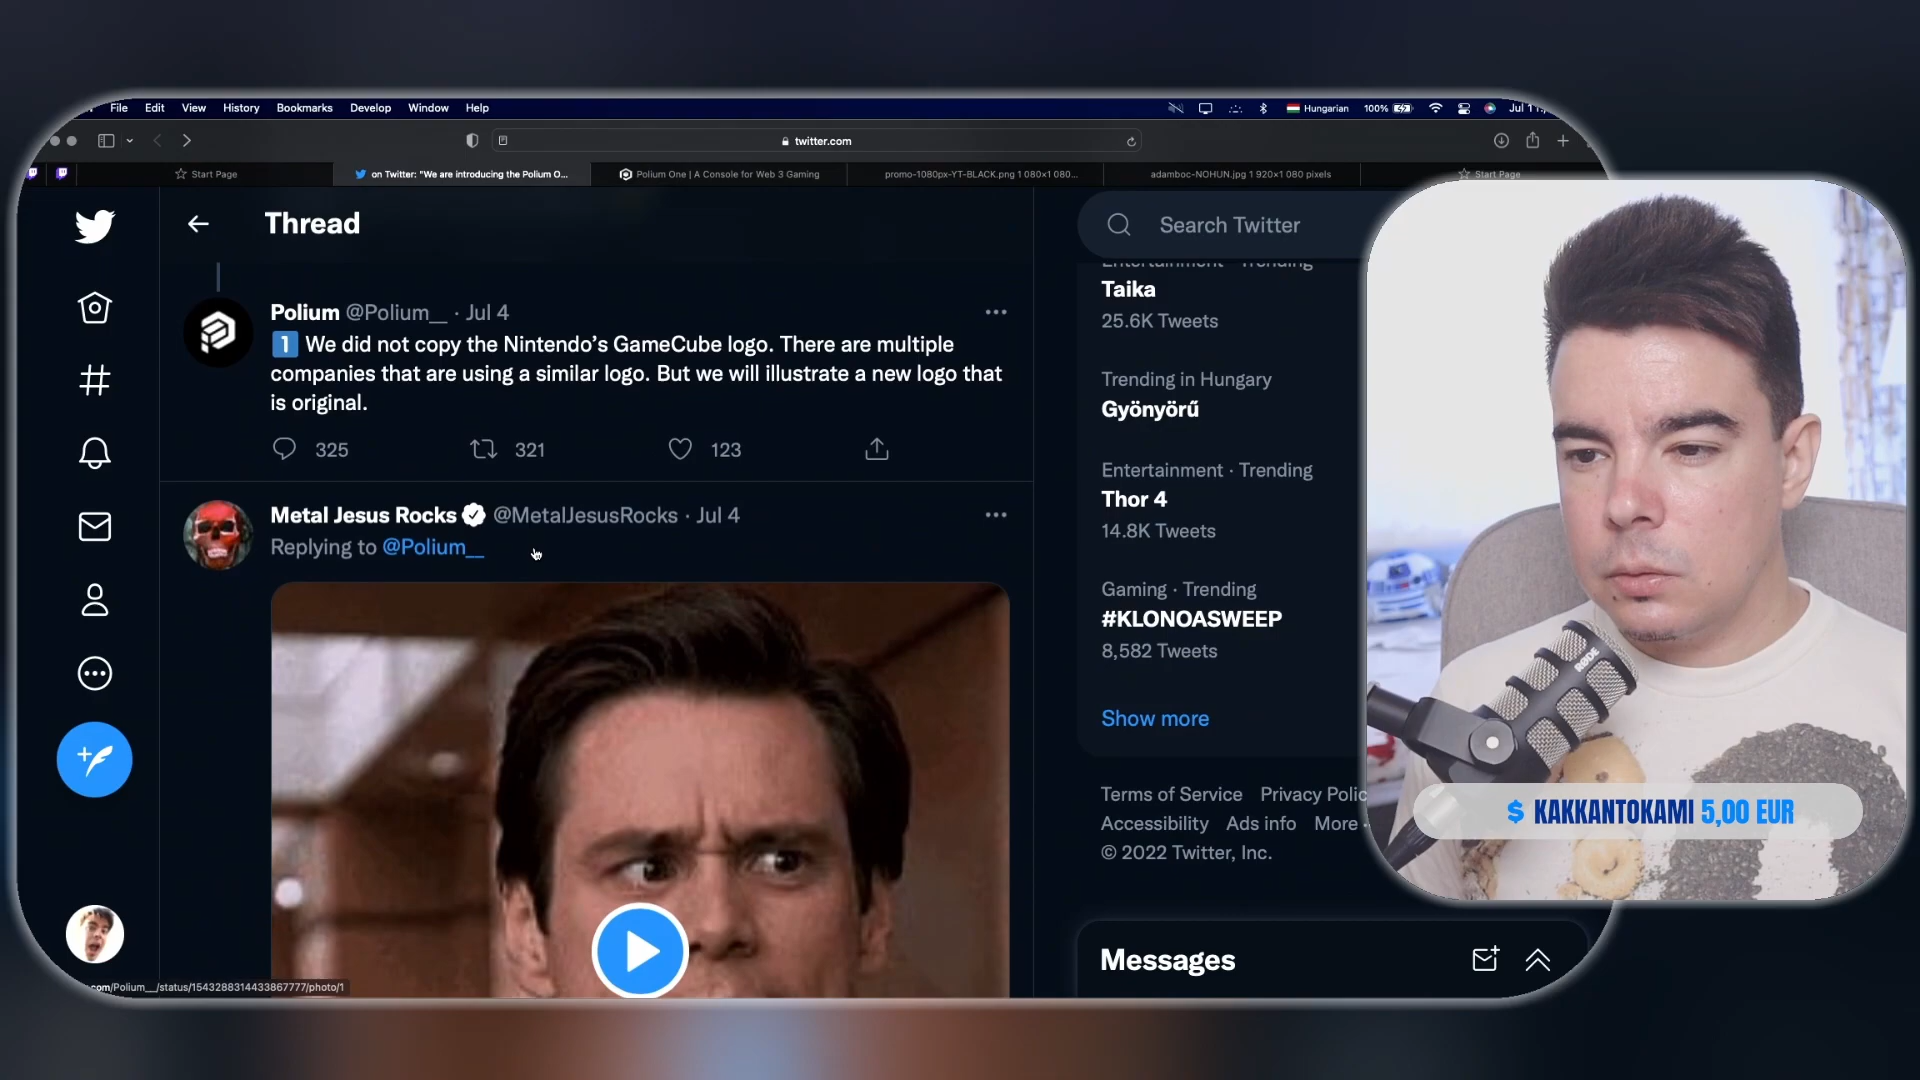 File Edit View History Bookmarks Develop Window Help
Hungarian 100%
twitter.com
Start Page
on Twitter: "We are introducing the Polium O...
Polium One | A Console for Web 3 Gaming
promo-1080px-YT-BLACK.png 1 080×1 080...
adamboc-NOHUN.jpg 1 920×1 080 pixels
Start Page
Thread
Polium @Polium__ · Jul 4
1 We did not copy the Nintendo's GameCube logo. There are multiple
companies that are using a similar logo. But we will illustrate a new logo that
is original.
325 321 123
Metal Jesus Rocks @MetalJesusRocks · Jul 4
Replying to @Polium__
Search Twitter
Entertainment · Trending
Taika
25.6K Tweets
Trending in Hungary
Gyönyörű
Entertainment · Trending
Thor 4
14.8K Tweets
Gaming · Trending
#KLONOASWEEP
8,582 Tweets
Show more
Terms of Service Privacy Polic
Accessibility Ads info More
© 2022 Twitter, Inc.
Messages
RØDE
$ KAKKANTOKAMI 5,00 EUR
com/Polium__/status/1543288314433867777/photo/1